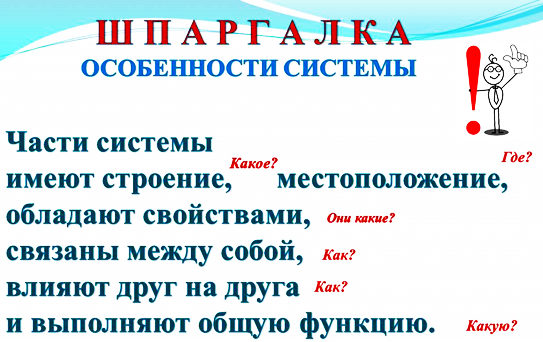 ШПАРГАЛКА
ОСОБЕННОСТИ СИСТЕМЫ
Части системы
Какое? Где?
имеют строение, местоположение,
обладают свойствами, Они какие?
связаны между собой, Как?
влияют друг на друга Как?
и выполняют общую функцию. Какую?